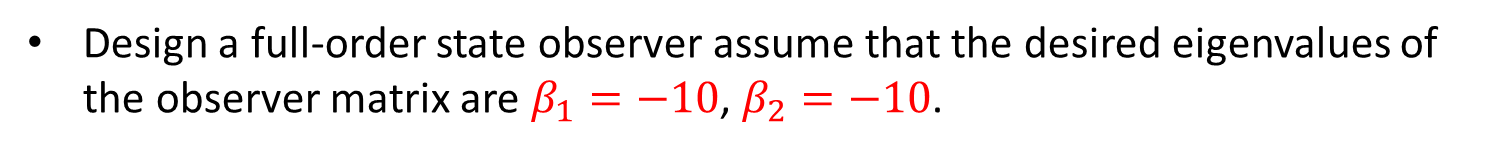 • Design a full-order state observer assume that the desired eigenvalues of
the observer matrix are β₁ = −10, β₂ = −10.